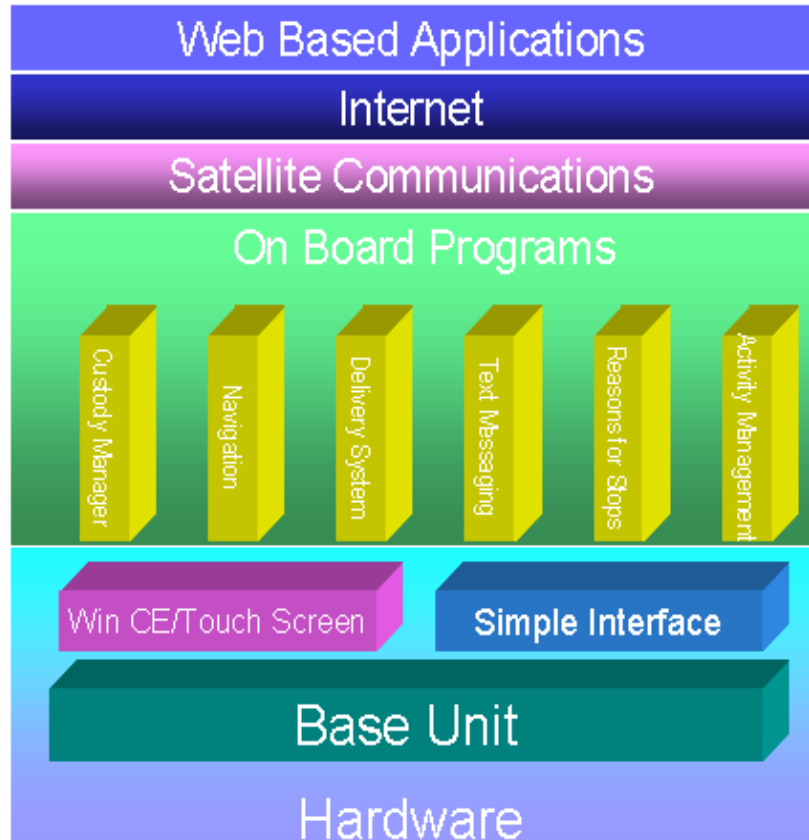 Web Based Applications
Internet
Satellite Communications
On Board Programs
Custody Manager
Navigation
Delivery System
Text Messaging
Reasons for Stops
Activity Management
Win CE/Touch Screen
Simple Interface
Base Unit
Hardware